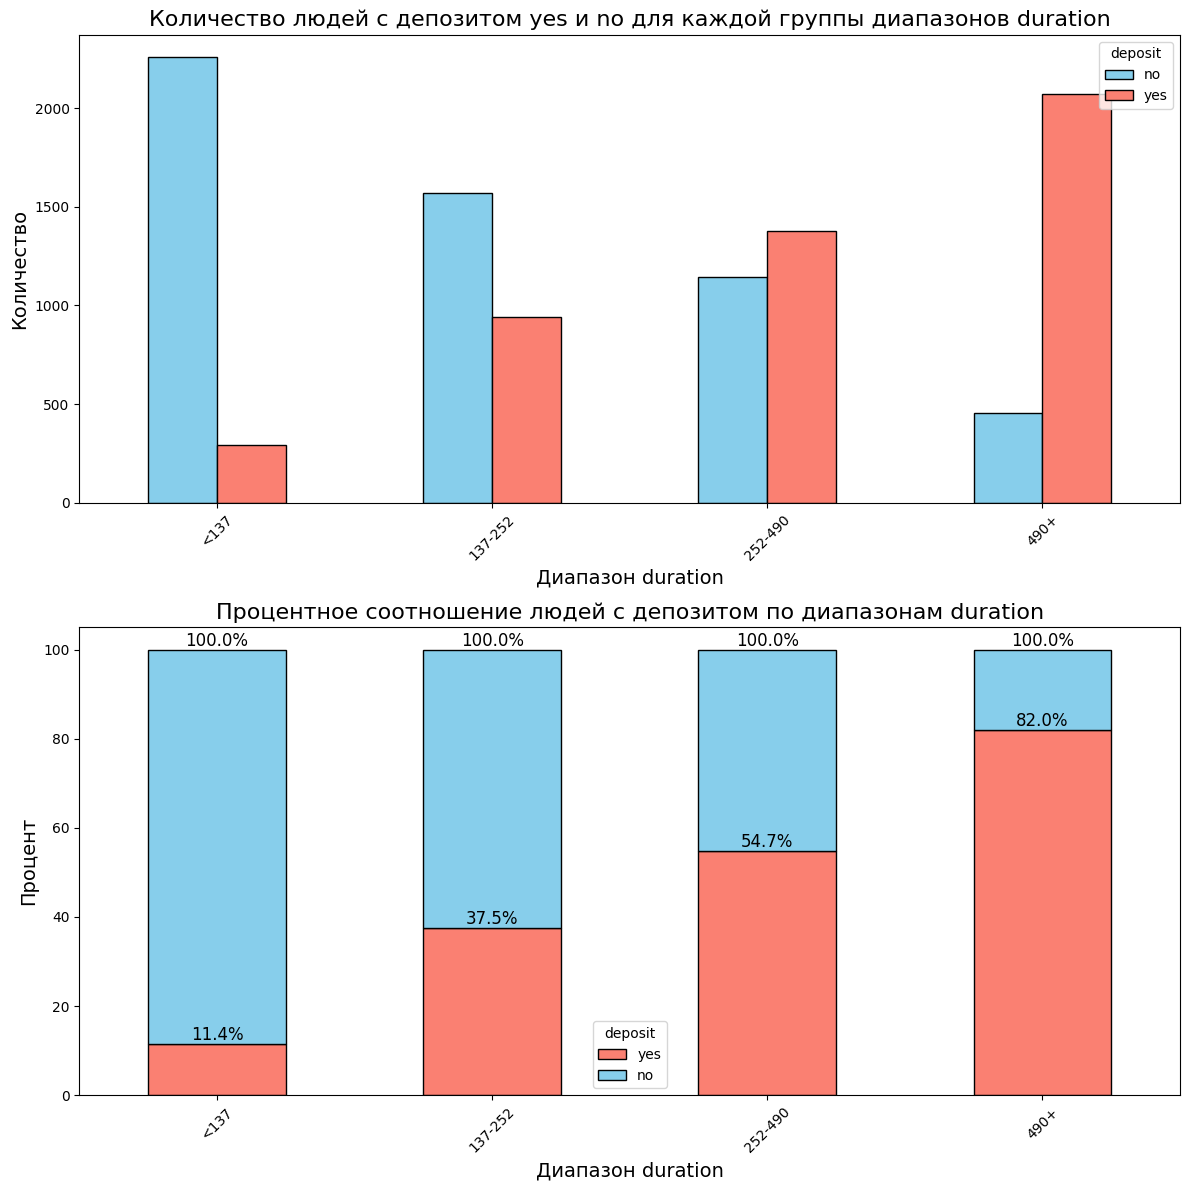 Количество людей с депозитом yes и no для каждой группы диапазонов duration
deposit
no
yes
2000
1500
1000
500
0
Количество
<137
137-252
252-490
490+
Диапазон duration
Процентное соотношение людей с депозитом по диапазонам duration
100.0%
100.0%
100.0%
100.0%
82.0%
54.7%
37.5%
11.4%
100
80
60
40
20
0
Процент
deposit
yes
no
<137
137-252
252-490
490+
Диапазон duration